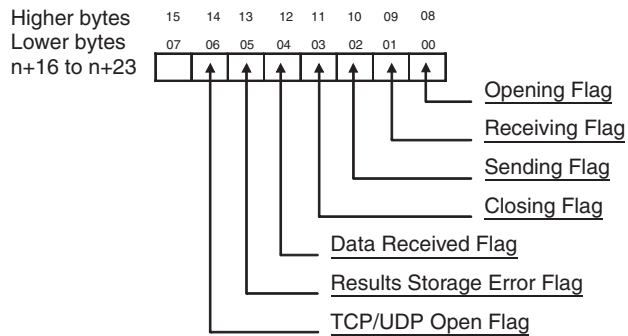 Higher bytes 15 14 13 12 11 10 09 08
Lower bytes 07 06 05 04 03 02 01 00
n+16 to n+23
Opening Flag
Receiving Flag
Sending Flag
Closing Flag
Data Received Flag
Results Storage Error Flag
TCP/UDP Open Flag